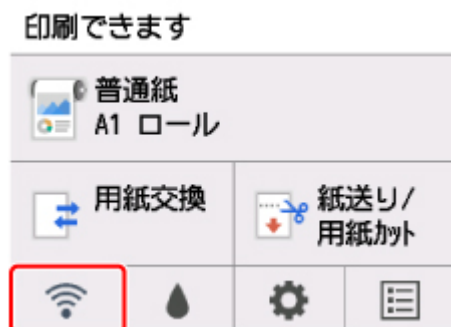 印刷できます
普通紙
A1 ロール
用紙交換
紙送り/
用紙ｶｯﾄ